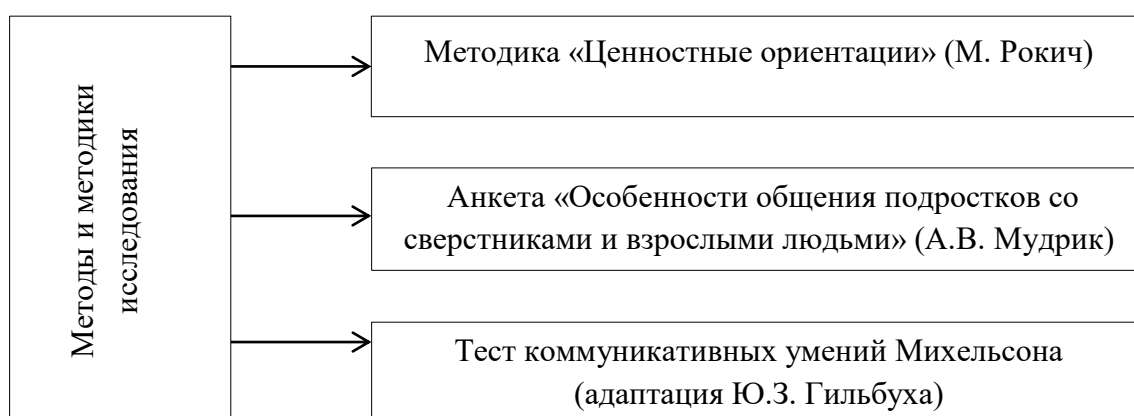 Методы и методики
исследования
Методика «Ценностные ориентации» (М. Рокич)
Анкета «Особенности общения подростков со
сверстниками и взрослыми людьми» (А.В. Мудрик)
Тест коммуникативных умений Михельсона
(адаптация Ю.З. Гильбуха)